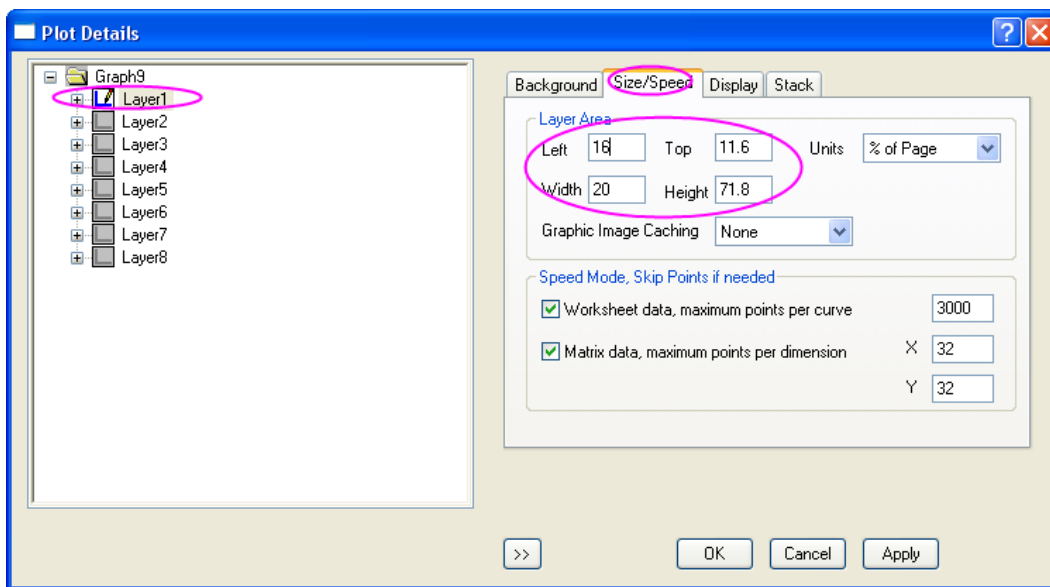 Plot Details
Graph9
Layer1
Layer2
Layer3
Layer4
Layer5
Layer6
Layer7
Layer8
Background Size/Speed Display Stack
Layer Area
Left 16 Top 11.6 Units % of Page
Width 20 Height 71.8
Graphic Image Caching None
Speed Mode, Skip Points if needed
Worksheet data, maximum points per curve 3000
Matrix data, maximum points per dimension X 32
Y 32
>> OK Cancel Apply